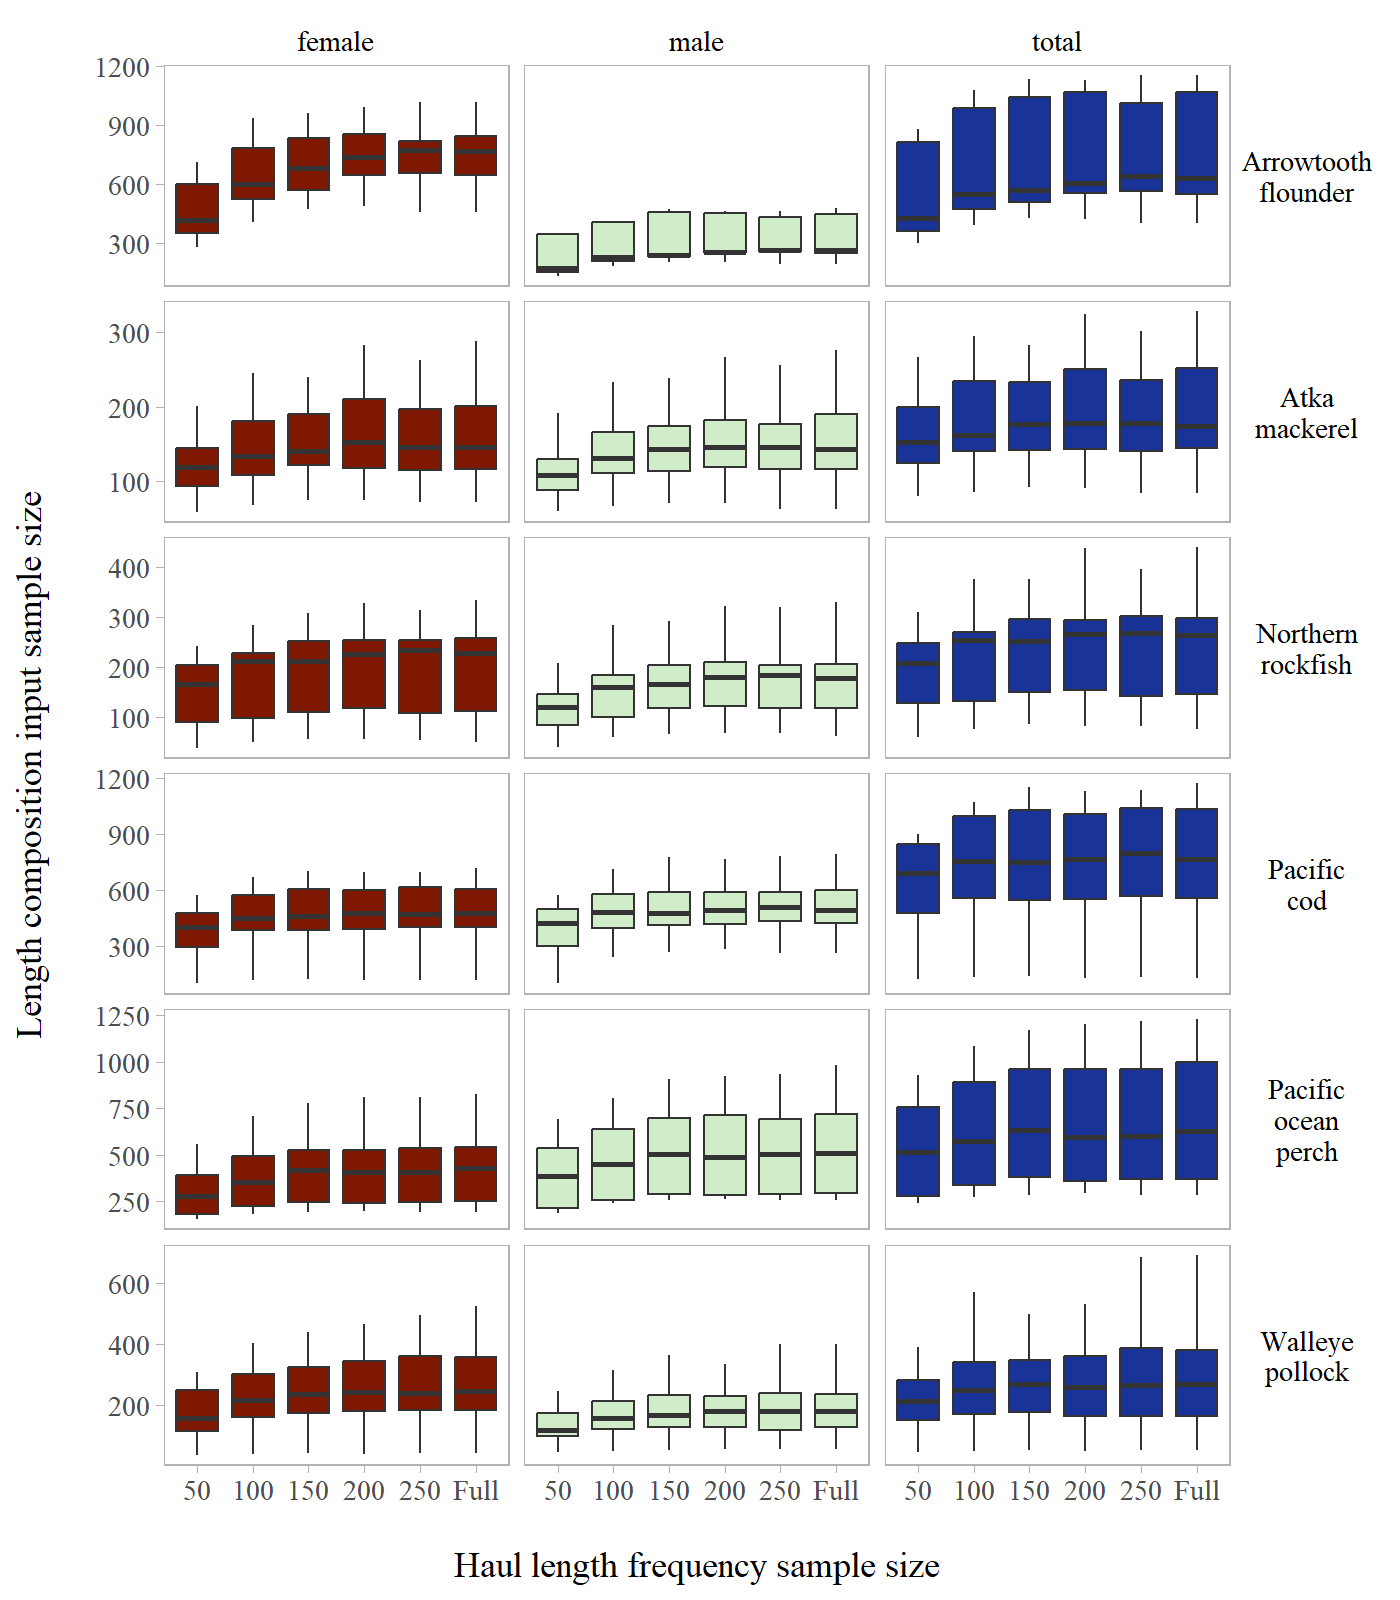 female
male
total
1200
900
600
300
Arrowtooth
flounder
300
200
100
Atka
mackerel
400
300
200
100
Northern
rockfish
1200
900
600
300
Pacific
cod
1250
1000
750
500
250
Pacific
ocean
perch
600
400
200
Walleye
pollock
Length composition input sample size
50 100 150 200 250 Full
50 100 150 200 250 Full
50 100 150 200 250 Full
Haul length frequency sample size